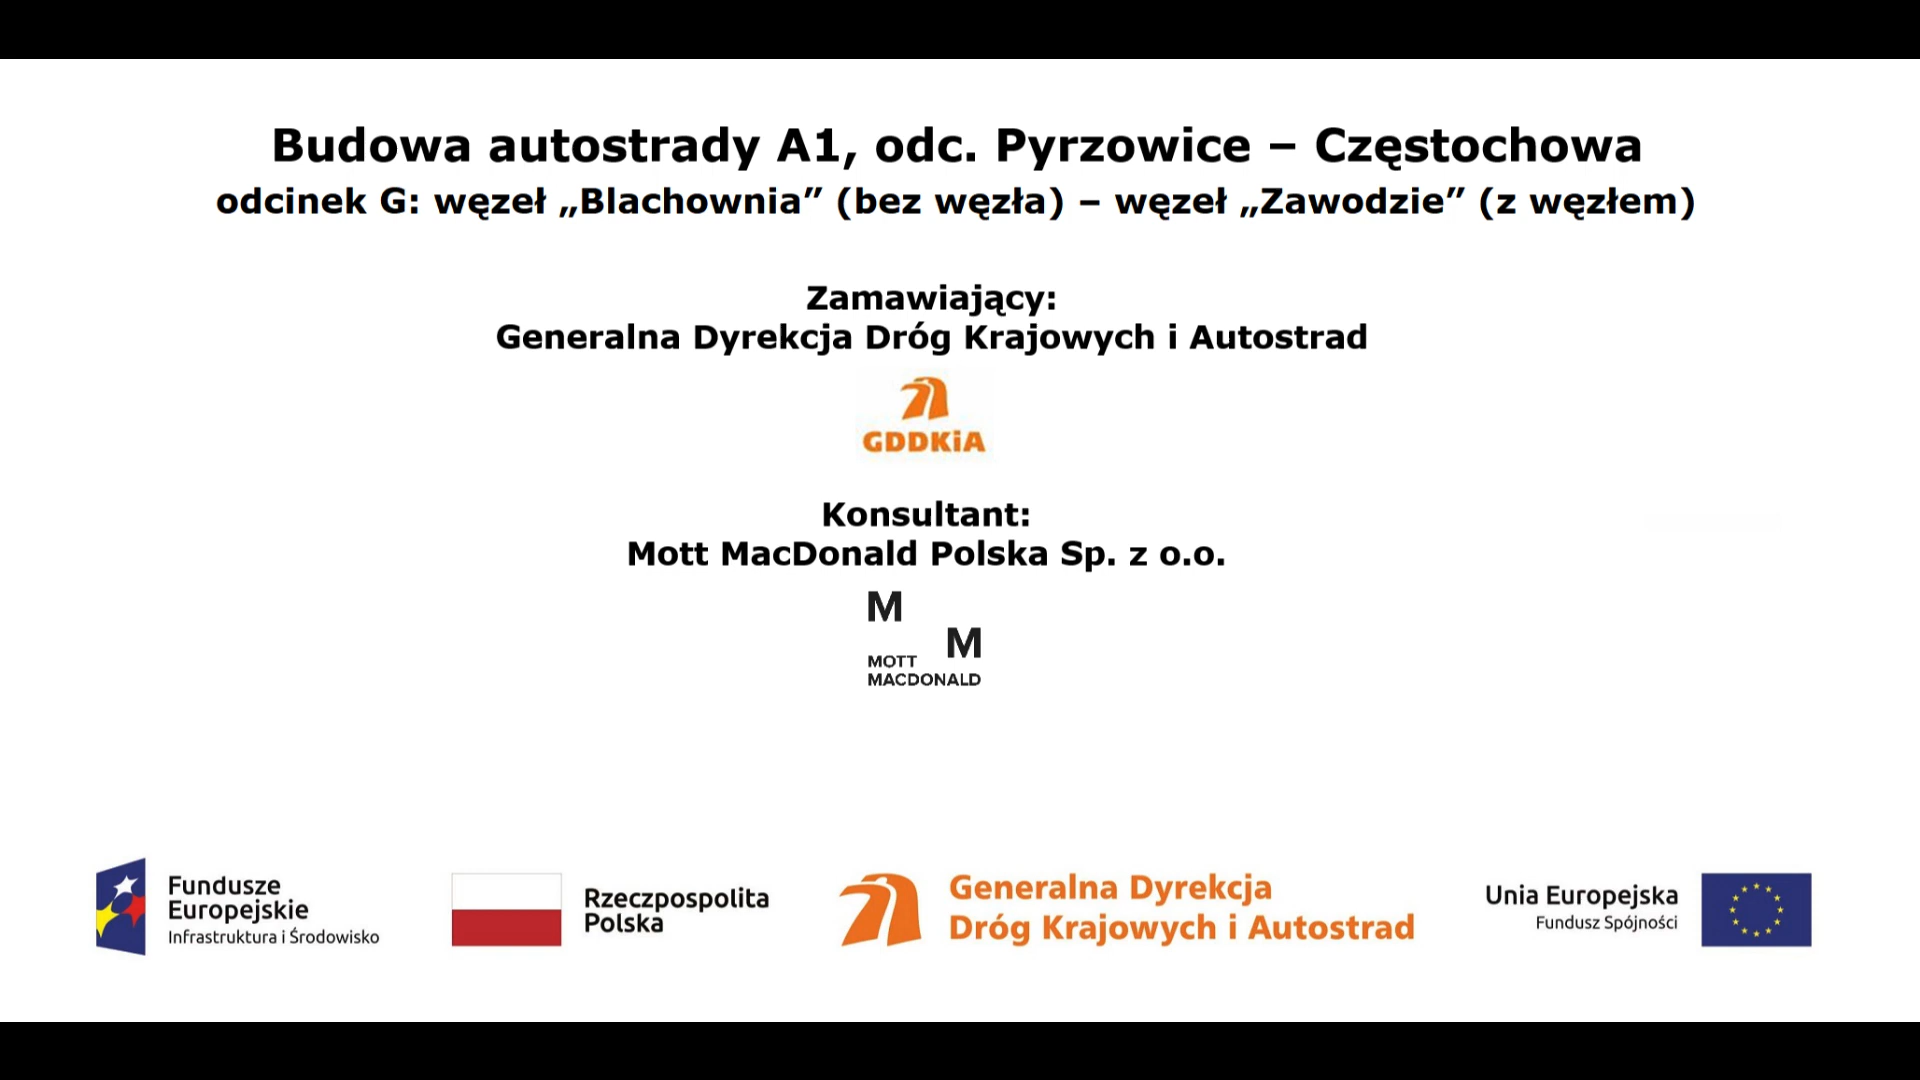 Budowa autostrady A1, odc. Pyrzowice – Częstochowa
odcinek G: węzeł „Blachownia” (bez węzła) – węzeł „Zawodzie” (z węzłem)
Zamawiający:
Generalna Dyrekcja Dróg Krajowych i Autostrad
GDDKiA
Konsultant:
Mott MacDonald Polska Sp. z o.o.
M
M
MOTT
MACDONALD
Fundusze
Europejskie
Infrastruktura i Środowisko
Rzeczpospolita
Polska
Generalna Dyrekcja
Dróg Krajowych i Autostrad
Unia Europejska
Fundusz Spójności